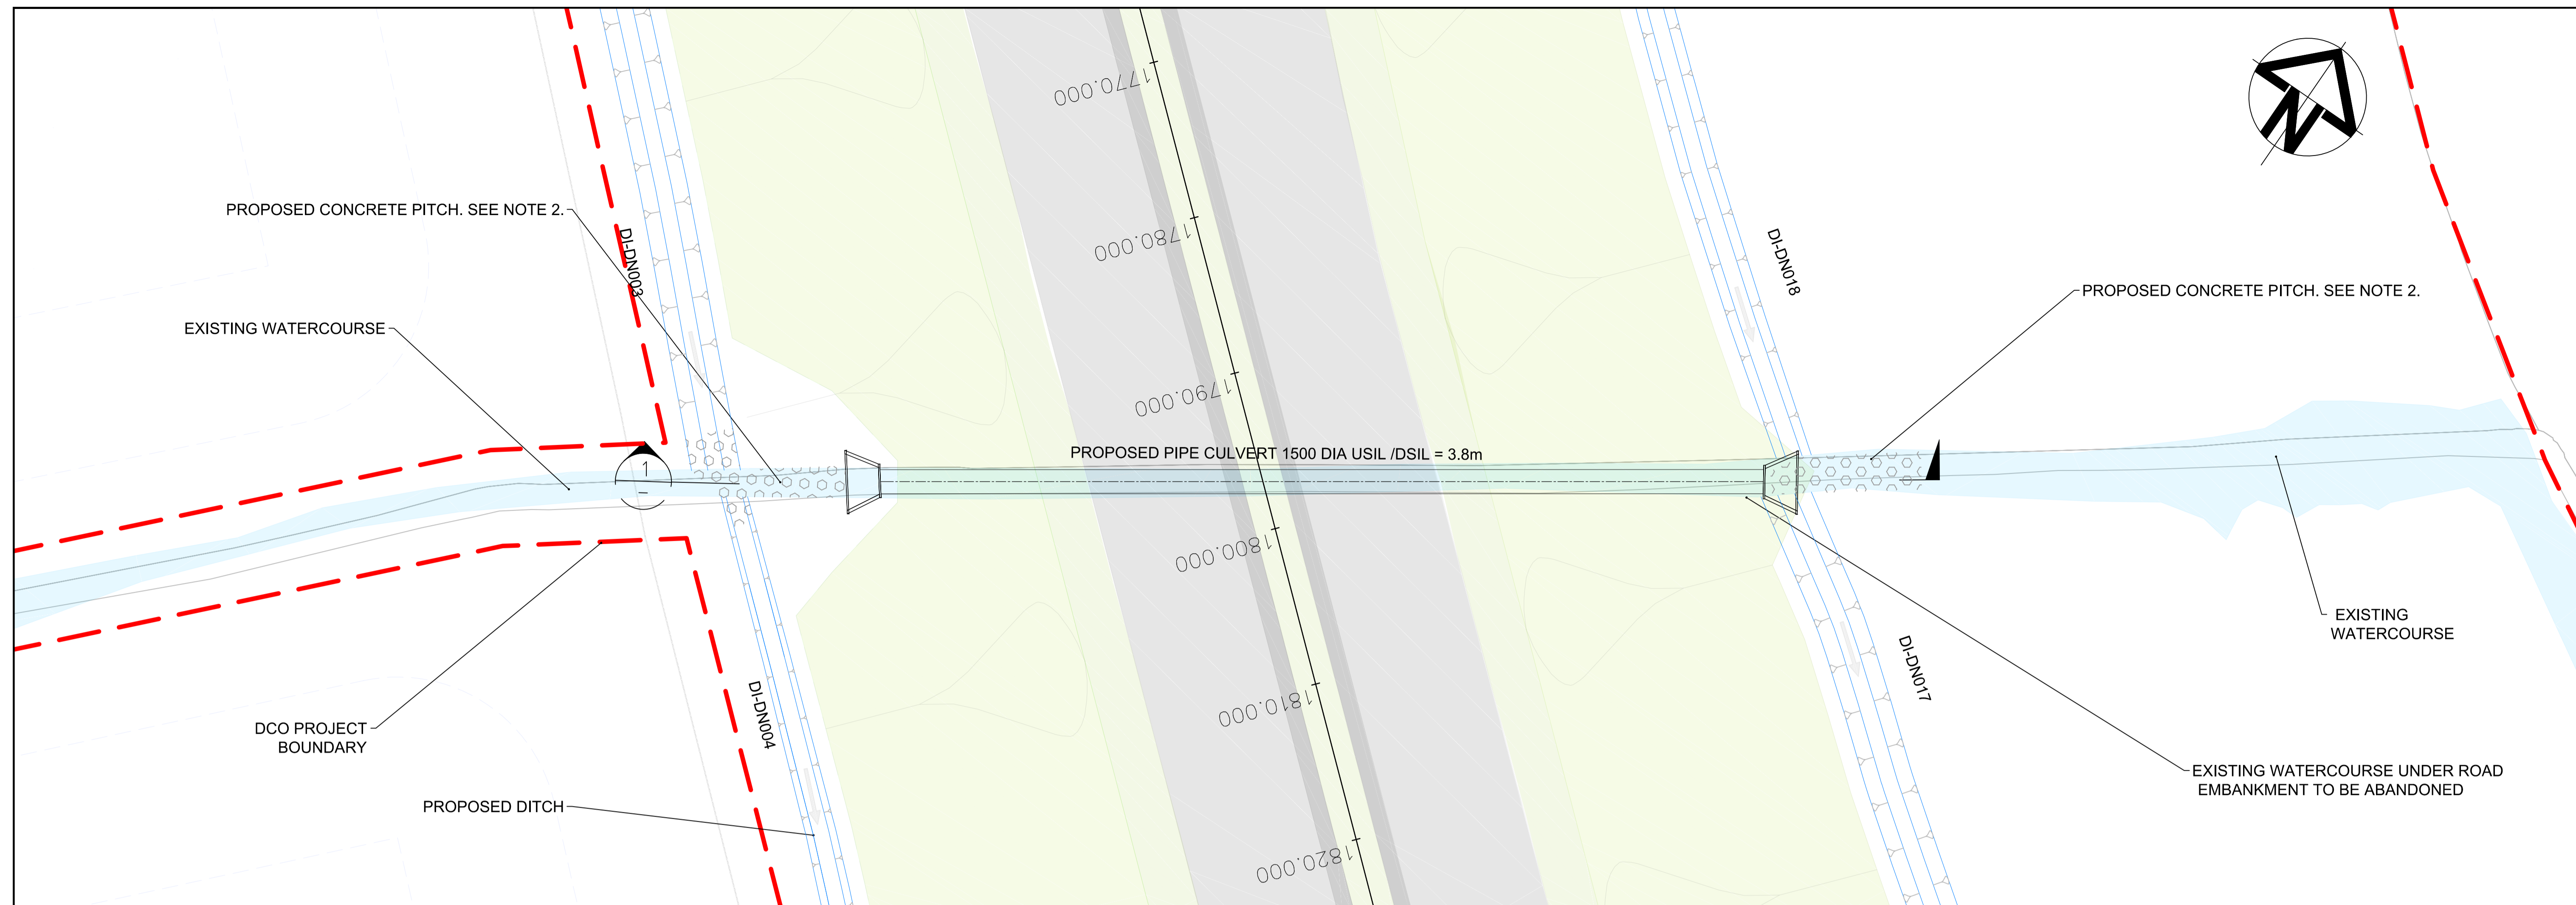 1770.000
N
PROPOSED CONCRETE PITCH. SEE NOTE 2.
DI-DN003
1780.000
DI-DN018
PROPOSED CONCRETE PITCH. SEE NOTE 2.
EXISTING WATERCOURSE
1790.000
PROPOSED PIPE CULVERT 1500 DIA USIL /DSIL = 3.8m
1
-
1800.000
EXISTING
WATERCOURSE
DI-DN017
1810.000
DI-DN004
DCO PROJECT
BOUNDARY
EXISTING WATERCOURSE UNDER ROAD
EMBANKMENT TO BE ABANDONED
PROPOSED DITCH
1820.000